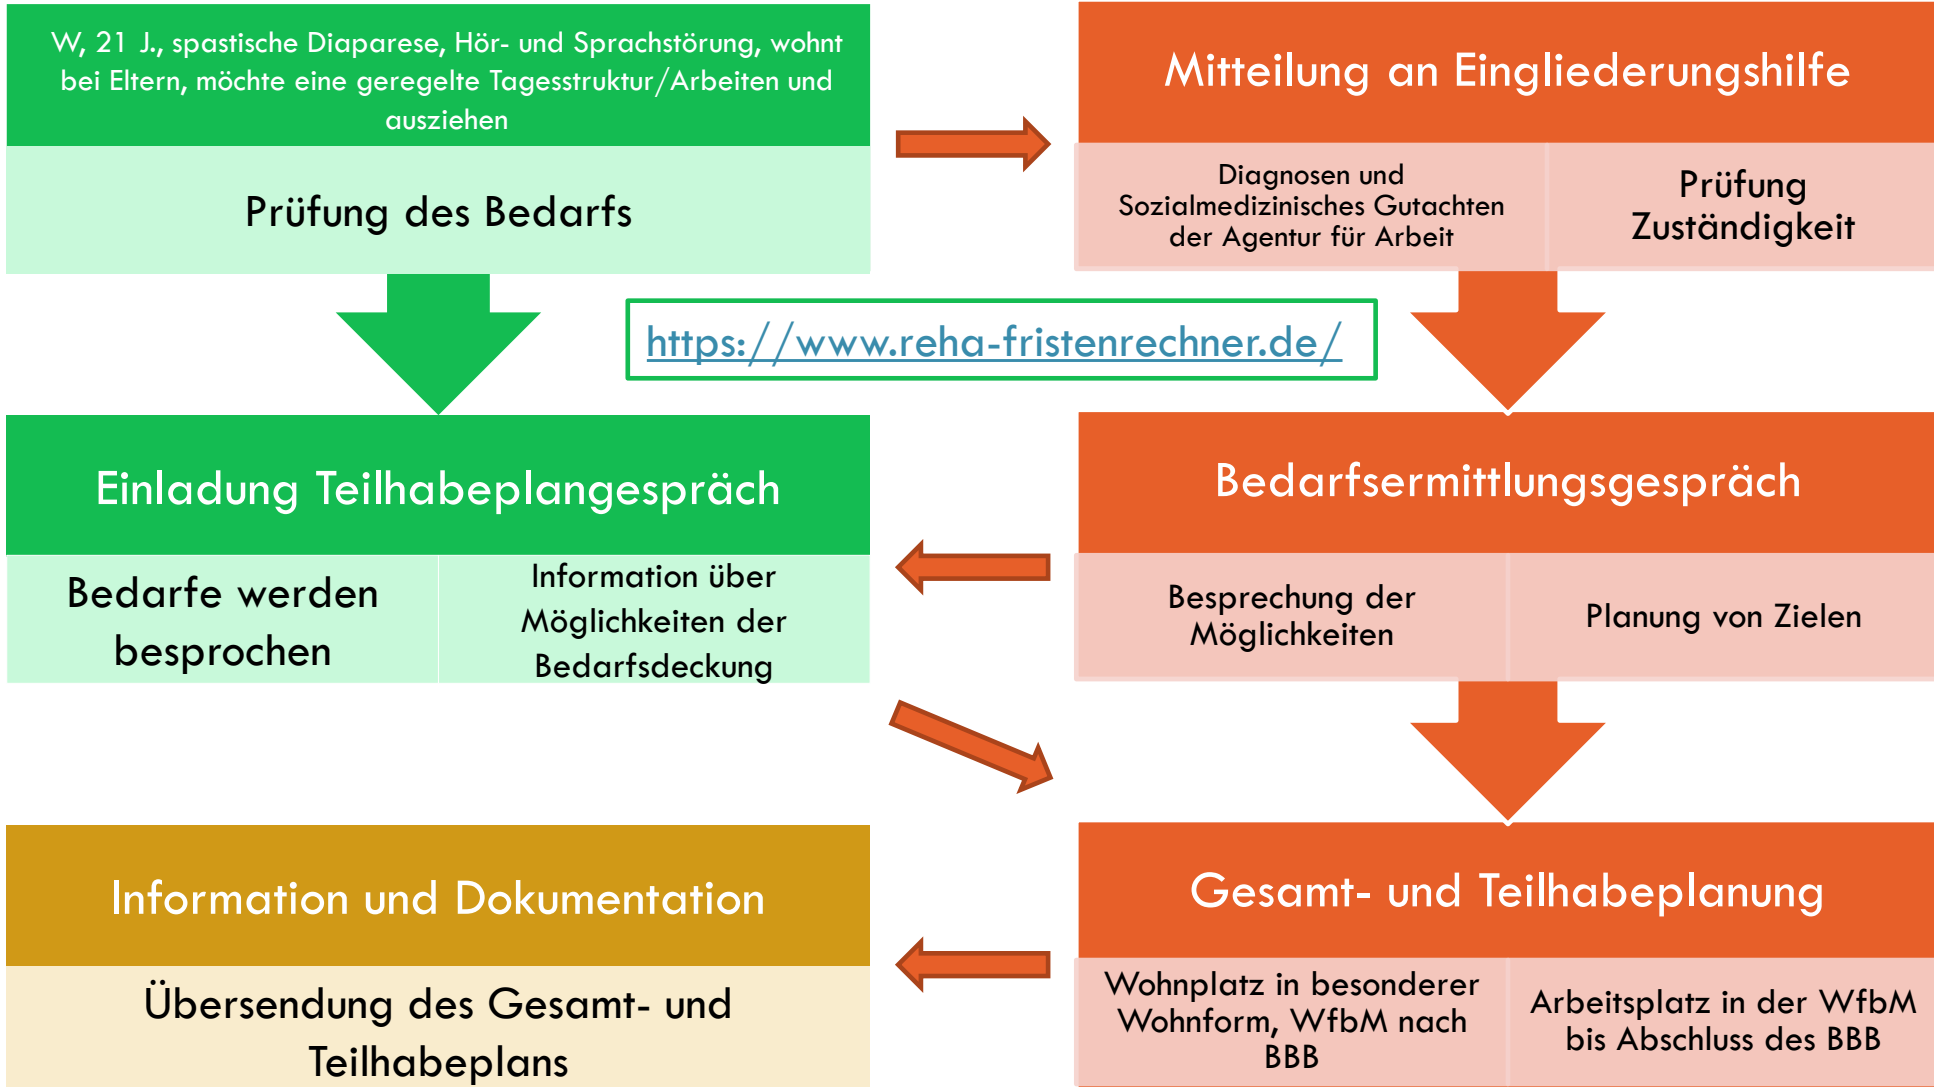 W, 21 J., spastische Diaparese, Hör- und Sprachstörung, wohnt
bei Eltern, möchte eine geregelte Tagesstruktur/Arbeiten und
ausziehen
Prüfung des Bedarfs
Mitteilung an Eingliederungshilfe
Diagnosen und
Sozialmedizinisches Gutachten
der Agentur für Arbeit
Prüfung
Zuständigkeit
https://www.reha-fristenrechner.de/
Einladung Teilhabeplangespräch
Bedarfe werden
besprochen
Information über
Möglichkeiten der
Bedarfsdeckung
Bedarfsermittlungsgespräch
Besprechung der
Möglichkeiten
Planung von Zielen
Information und Dokumentation
Übersendung des Gesamt- und
Teilhabeplans
Gesamt- und Teilhabeplanung
Wohnplatz in besonderer
Wohnform, WfbM nach
BBB
Arbeitsplatz in der WfbM
bis Abschluss des BBB